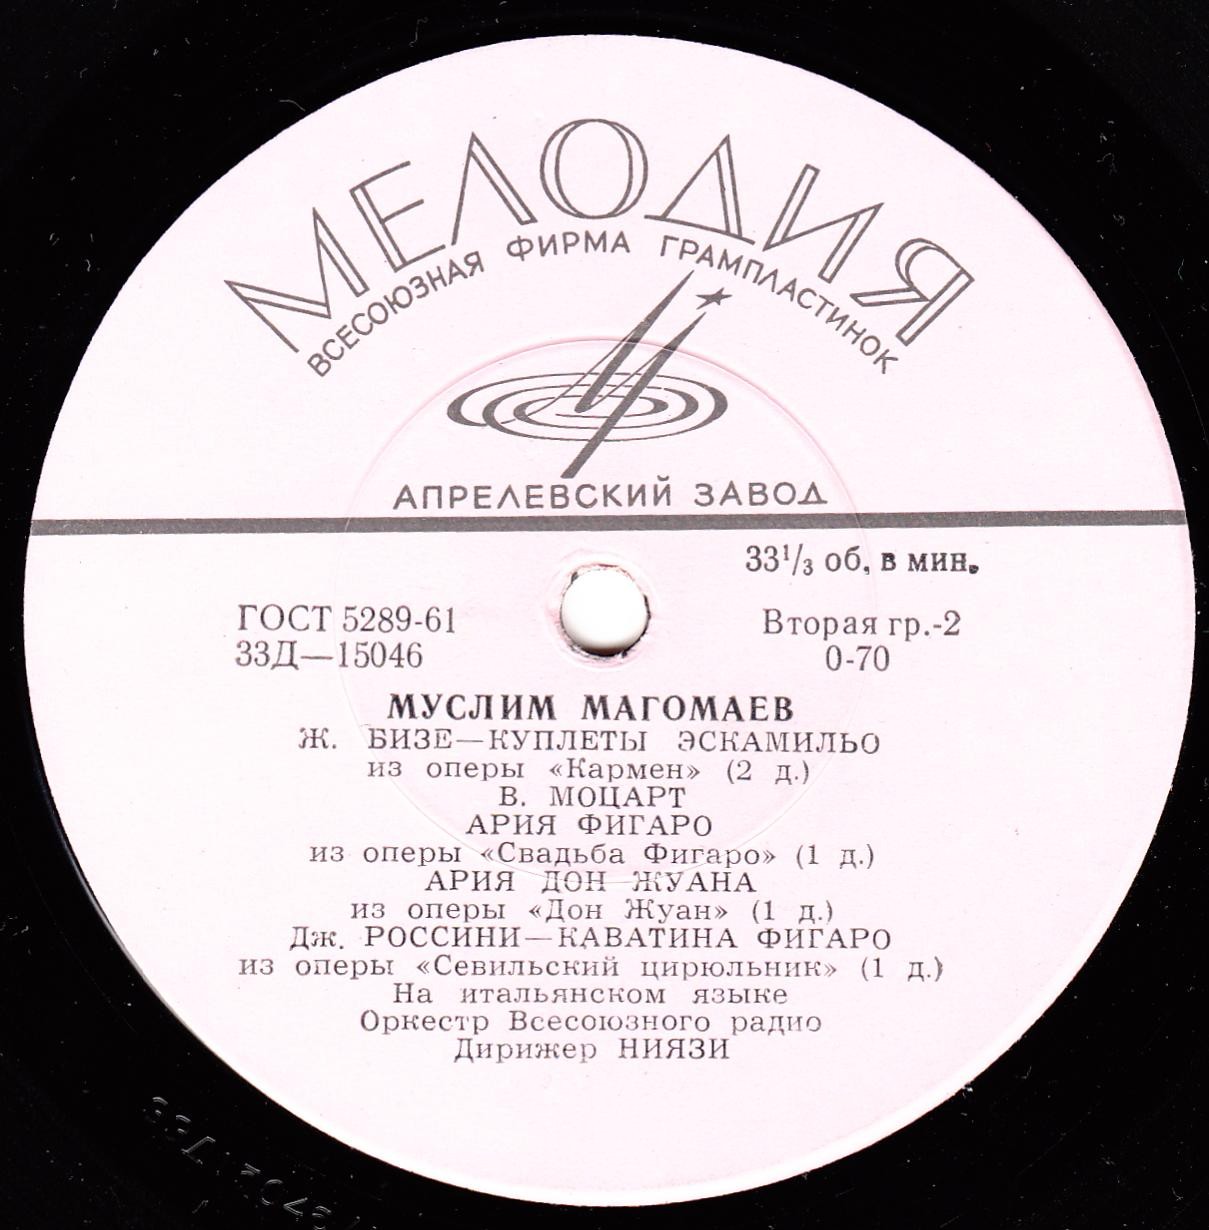 МЕЛОДИЯ
ВСЕСОЮЗНАЯ ФИРМА ГРАМПЛАСТИНОК
АПРЕЛЕВСКИЙ ЗАВОД
33¹/₃ об. в мин.
ГОСТ 5289-61
33Д—15046
Вторая гр.-2
0-70
МУСЛИМ МАГОМАЕВ
Ж. БИЗЕ—КУПЛЕТЫ ЭСКАМИЛЬО
из оперы «Кармен» (2 д.)
В. МОЦАРТ
АРИЯ ФИГАРО
из оперы «Свадьба Фигаро» (1 д.)
АРИЯ ДОН ЖУАНА
из оперы «Дон Жуан» (1 д.)
Дж. РОССИНИ—КАВАТИНА ФИГАРО
из оперы «Севильский цирюльник» (1 д.)
На итальянском языке
Оркестр Всесоюзного радио
Дирижер НИЯЗИ